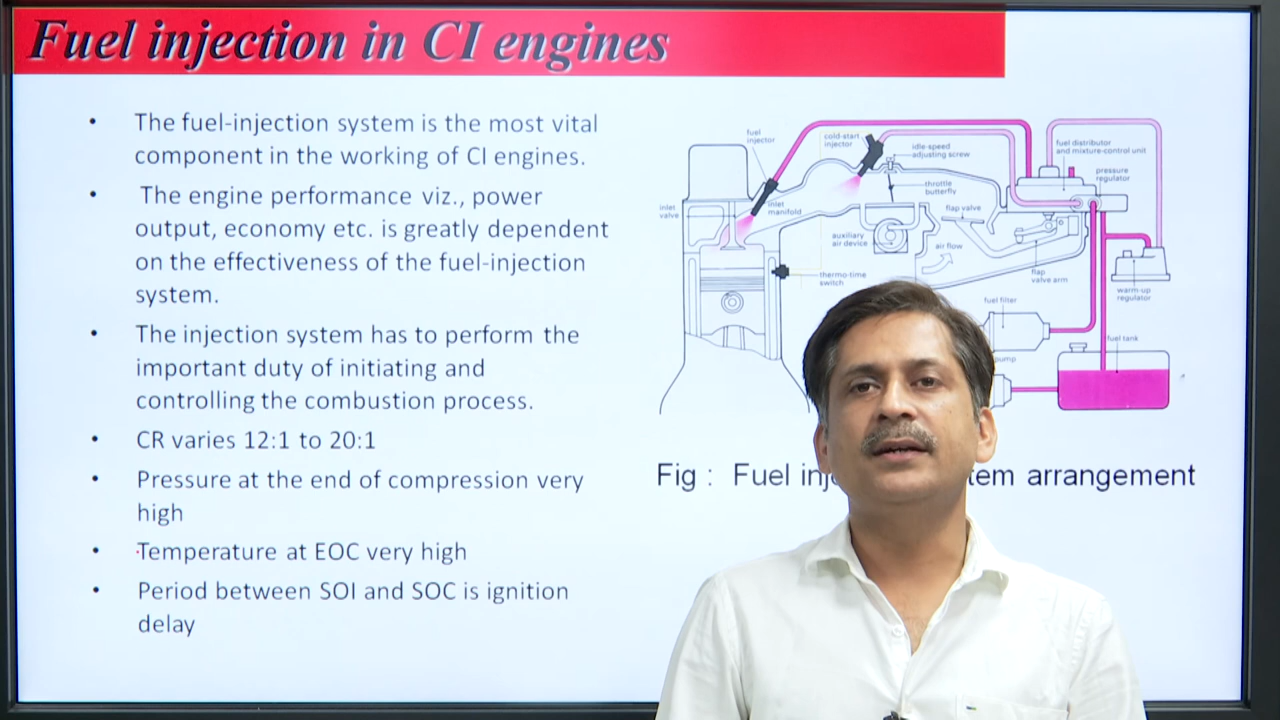 Fuel injection in CI engines
• The fuel-injection system is the most vital
component in the working of CI engines.
• The engine performance viz., power
output, economy etc. is greatly dependent
on the effectiveness of the fuel-injection
system.
• The injection system has to perform the
important duty of initiating and
controlling the combustion process.
• CR varies 12:1 to 20:1
• Pressure at the end of compression very
high
• Temperature at EOC very high
• Period between SOI and SOC is ignition
delay
fuel
injector
cold-start
injector
idle-speed
adjusting screw
fuel distributor
and mixture-control unit
pressure
regulator
throttle
butterfly
inlet
valve
inlet
manifold
flap valve
auxiliary
air device
air flow
thermo-time
switch
flap
valve arm
warm-up
regulator
fuel filter
fuel tank
pump
Fig : Fuel tem arrangement